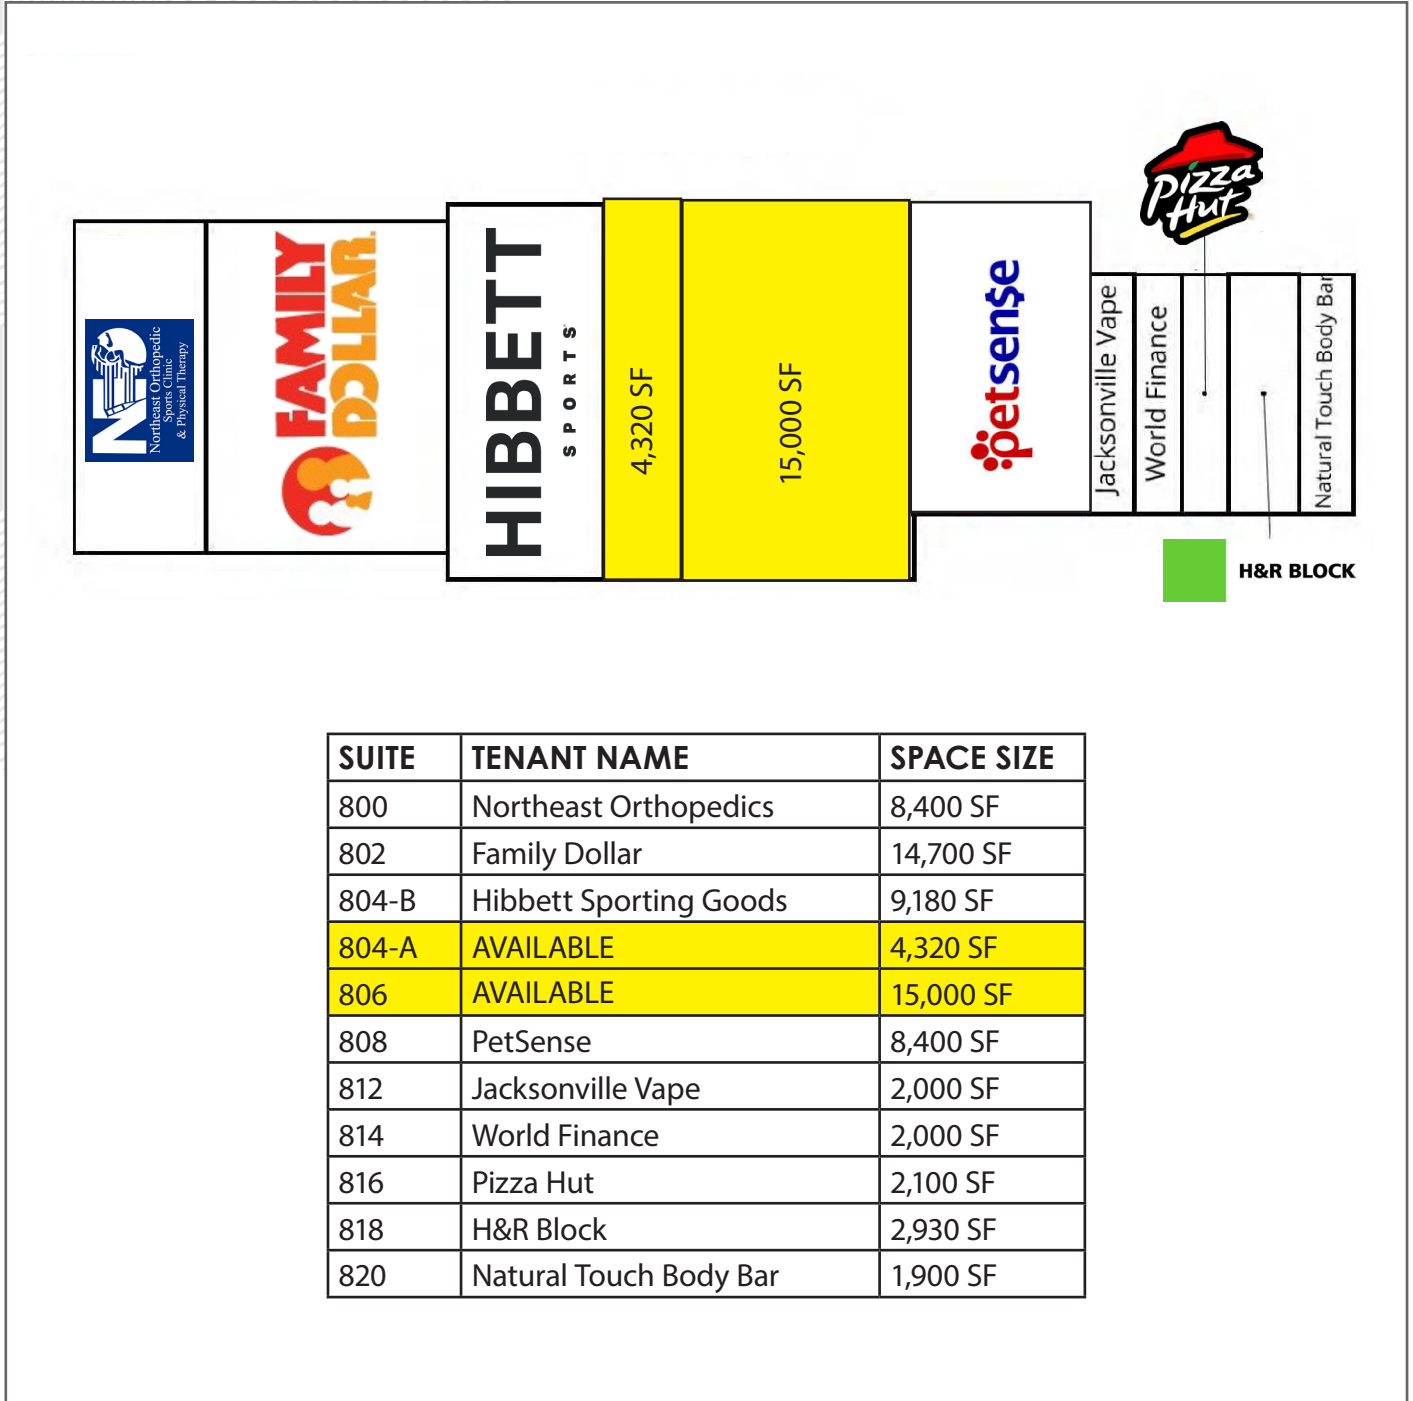 Northeast Orthopedic
Sports Clinic
& Physical Therapy
FAMILY
DOLLAR
HIBBETT
SPORTS
4,320 SF
15,000 SF
petsense
Jacksonville Vape
World Finance
Pizza
Hut
H&R BLOCK
Natural Touch Body Bar
SUITE TENANT NAME SPACE SIZE
800 Northeast Orthopedics 8,400 SF
802 Family Dollar 14,700 SF
804-B Hibbett Sporting Goods 9,180 SF
804-A AVAILABLE 4,320 SF
806 AVAILABLE 15,000 SF
808 PetSense 8,400 SF
812 Jacksonville Vape 2,000 SF
814 World Finance 2,000 SF
816 Pizza Hut 2,100 SF
818 H&R Block 2,930 SF
820 Natural Touch Body Bar 1,900 SF